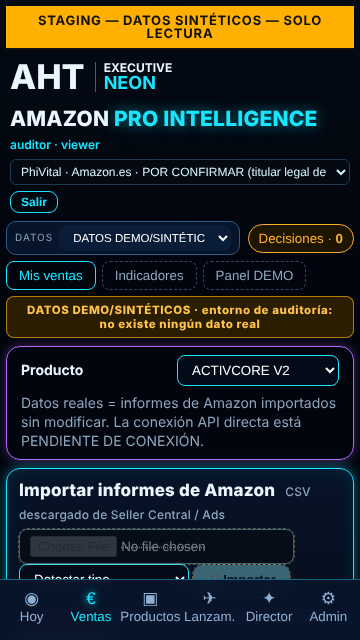 STAGING — DATOS SINTÉTICOS — SOLO
LECTURA
AHT
EXECUTIVE
NEON
AMAZON PRO INTELLIGENCE
auditor · viewer
PhiVital · Amazon.es · POR CONFIRMAR (titular legal de
Salir
DATOS
DATOS DEMO/SINTÉTIC
Decisiones · 0
Mis ventas
Indicadores
Panel DEMO
DATOS DEMO/SINTÉTICOS · entorno de auditoría:
no existe ningún dato real
Producto
ACTIVCORE V2
Datos reales = informes de Amazon importados
sin modificar. La conexión API directa está
PENDIENTE DE CONEXIÓN.
Importar informes de Amazon CSV
descargado de Seller Central / Ads
Choose File No file chosen
Detectar tipo
Importar
Hoy
Ventas
Productos
Lanzam.
Director
Admin